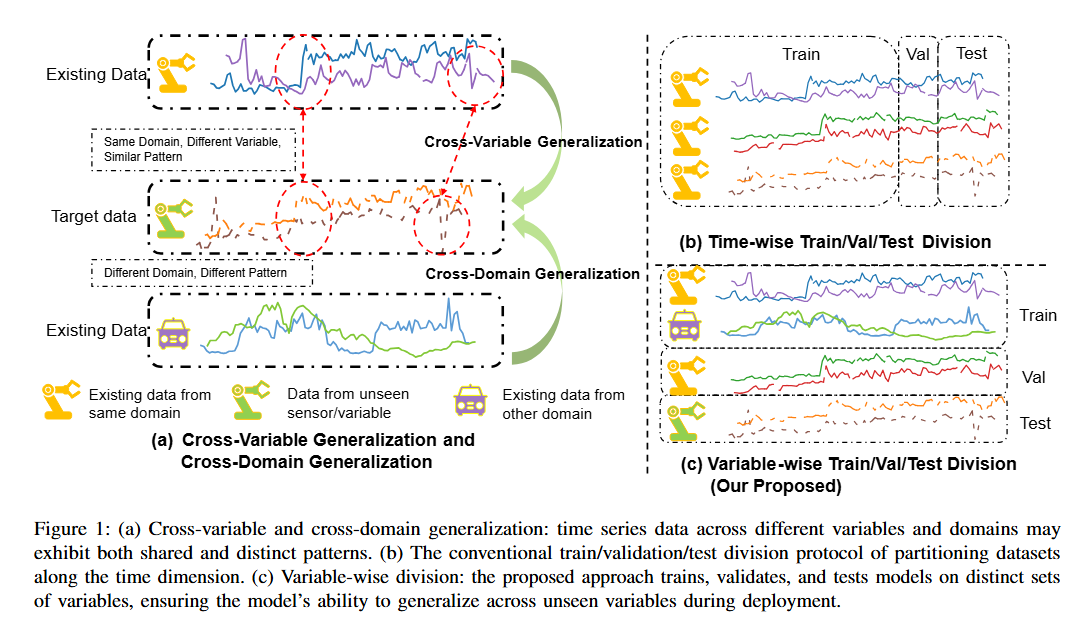 Existing Data
Same Domain, Different Variable,
Similar Pattern
Cross-Variable Generalization
Target data
Different Domain, Different Pattern
Cross-Domain Generalization
Existing Data
Existing data from
same domain
Data from unseen
sensor/variable
Existing data from
other domain
(a) Cross-Variable Generalization and
Cross-Domain Generalization
Train
Val
Test
(b) Time-wise Train/Val/Test Division
Train
Val
Test
(c) Variable-wise Train/Val/Test Division
(Our Proposed)
Figure 1: (a) Cross-variable and cross-domain generalization: time series data across different variables and domains may
exhibit both shared and distinct patterns. (b) The conventional train/validation/test division protocol of partitioning datasets
along the time dimension. (c) Variable-wise division: the proposed approach trains, validates, and tests models on distinct sets
of variables, ensuring the model's ability to generalize across unseen variables during deployment.